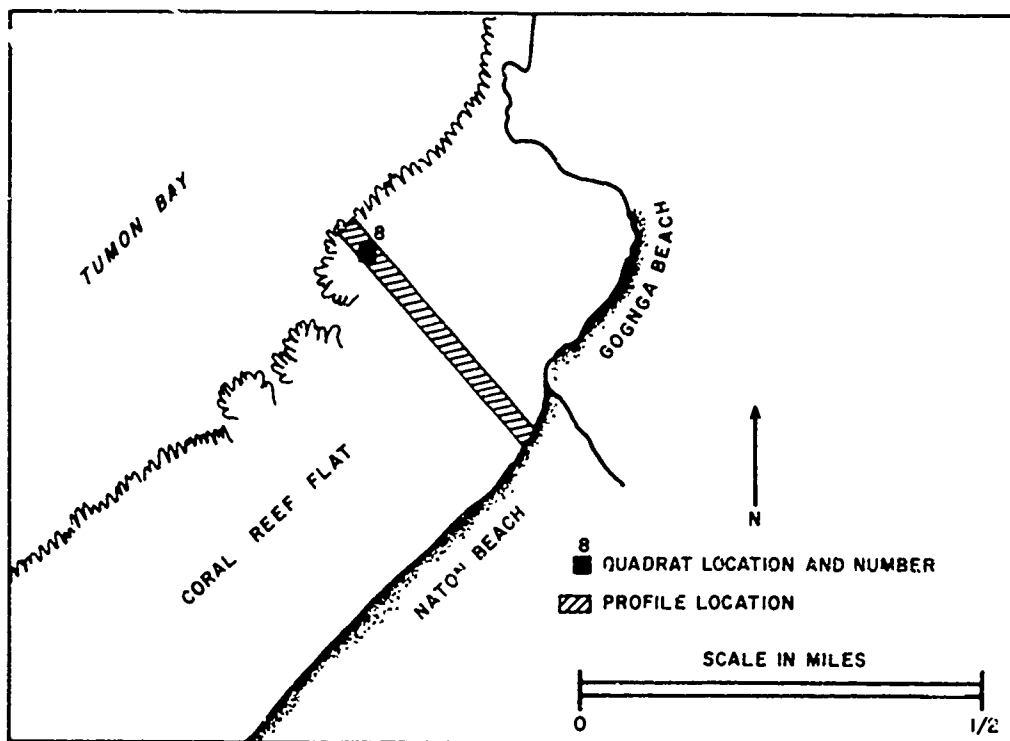 TUMON BAY
8
GOGNGA BEACH
CORAL REEF FLAT
NATON BEACH
N
8
QUADRAT LOCATION AND NUMBER
PROFILE LOCATION
SCALE IN MILES
0
1/2